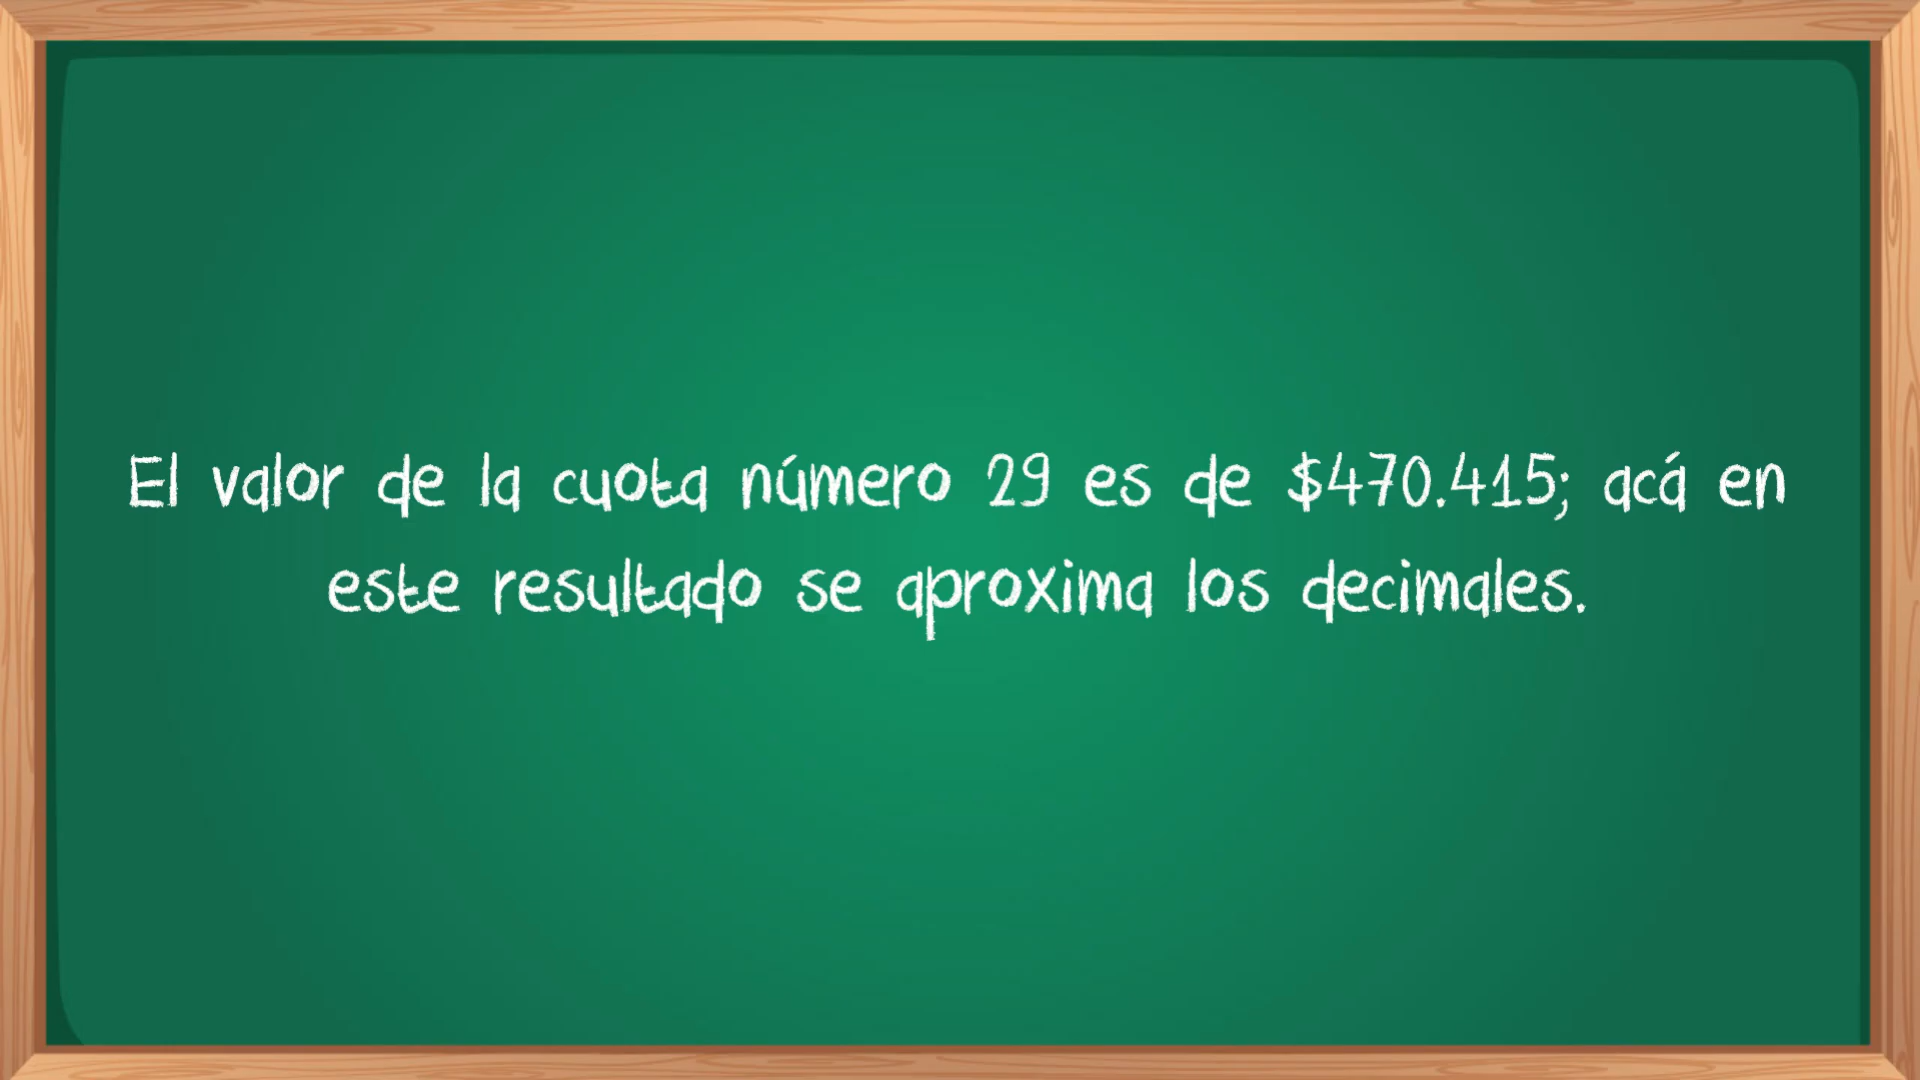 El valor de la cuota número 29 es de $470.415; acá en
este resultado se aproxima los decimales.